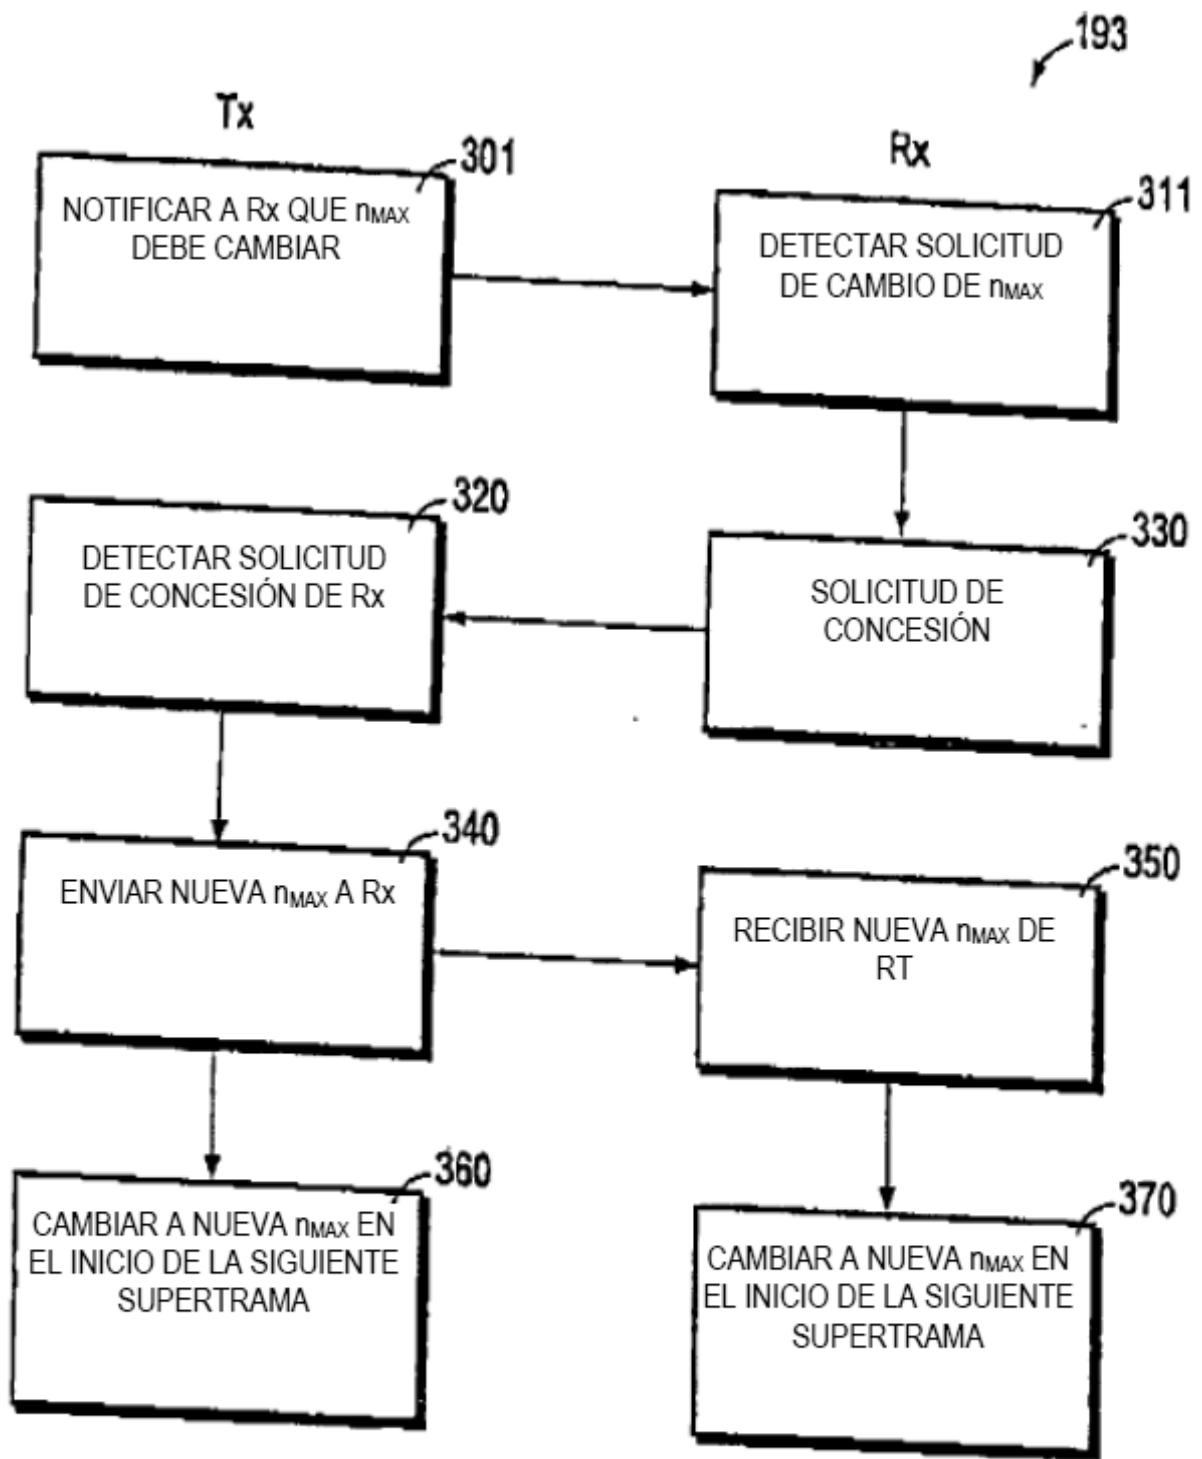 193
Tx
Rx
301
NOTIFICAR A Rx QUE nMAX
DEBE CAMBIAR
311
DETECTAR SOLICITUD
DE CAMBIO DE nMAX
320
DETECTAR SOLICITUD
DE CONCESIÓN DE Rx
330
SOLICITUD DE
CONCESIÓN
340
ENVIAR NUEVA nMAX A Rx
350
RECIBIR NUEVA nMAX DE
RT
360
CAMBIAR A NUEVA nMAX EN
EL INICIO DE LA SIGUIENTE
SUPERTRAMA
370
CAMBIAR A NUEVA nMAX EN
EL INICIO DE LA SIGUIENTE
SUPERTRAMA